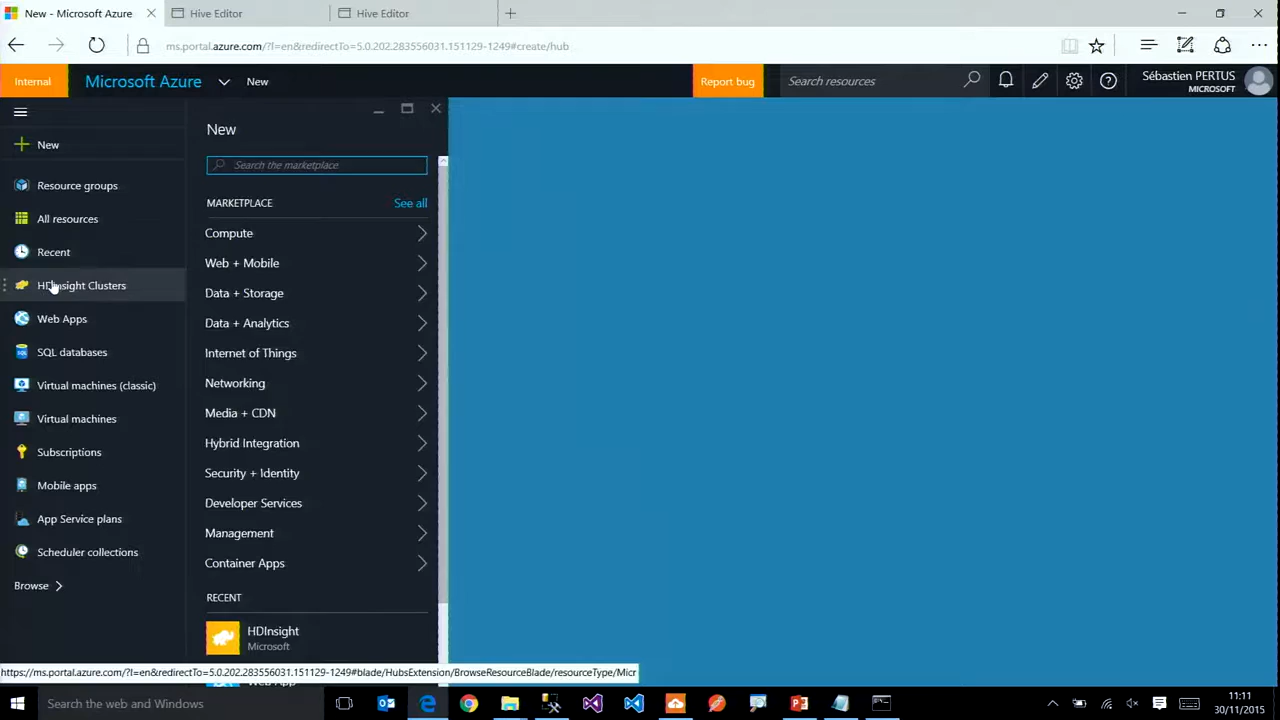 New - Microsoft Azure
Hive Editor
Hive Editor
ms.portal.azure.com/?l=en&redirectTo=5.0.202.283556031.151129-1249#create/hub
Internal
Microsoft Azure
New
Report bug
Search resources
Sébastien PERTUS
MICROSOFT
New
Resource groups
All resources
Recent
HDInsight Clusters
Web Apps
SQL databases
Virtual machines (classic)
Virtual machines
Subscriptions
Mobile apps
App Service plans
Scheduler collections
Browse
New
Search the marketplace
MARKETPLACE
See all
Compute
Web + Mobile
Data + Storage
Data + Analytics
Internet of Things
Networking
Media + CDN
Hybrid Integration
Security + Identity
Developer Services
Management
Container Apps
RECENT
HDInsight
Microsoft
https://ms.portal.azure.com/?l=en&redirectTo=5.0.202.283556031.151129-1249#blade/HubsExtension/BrowseResourceBlade/resourceType/Micr
Web App
Search the web and Windows
11:11
30/11/2015